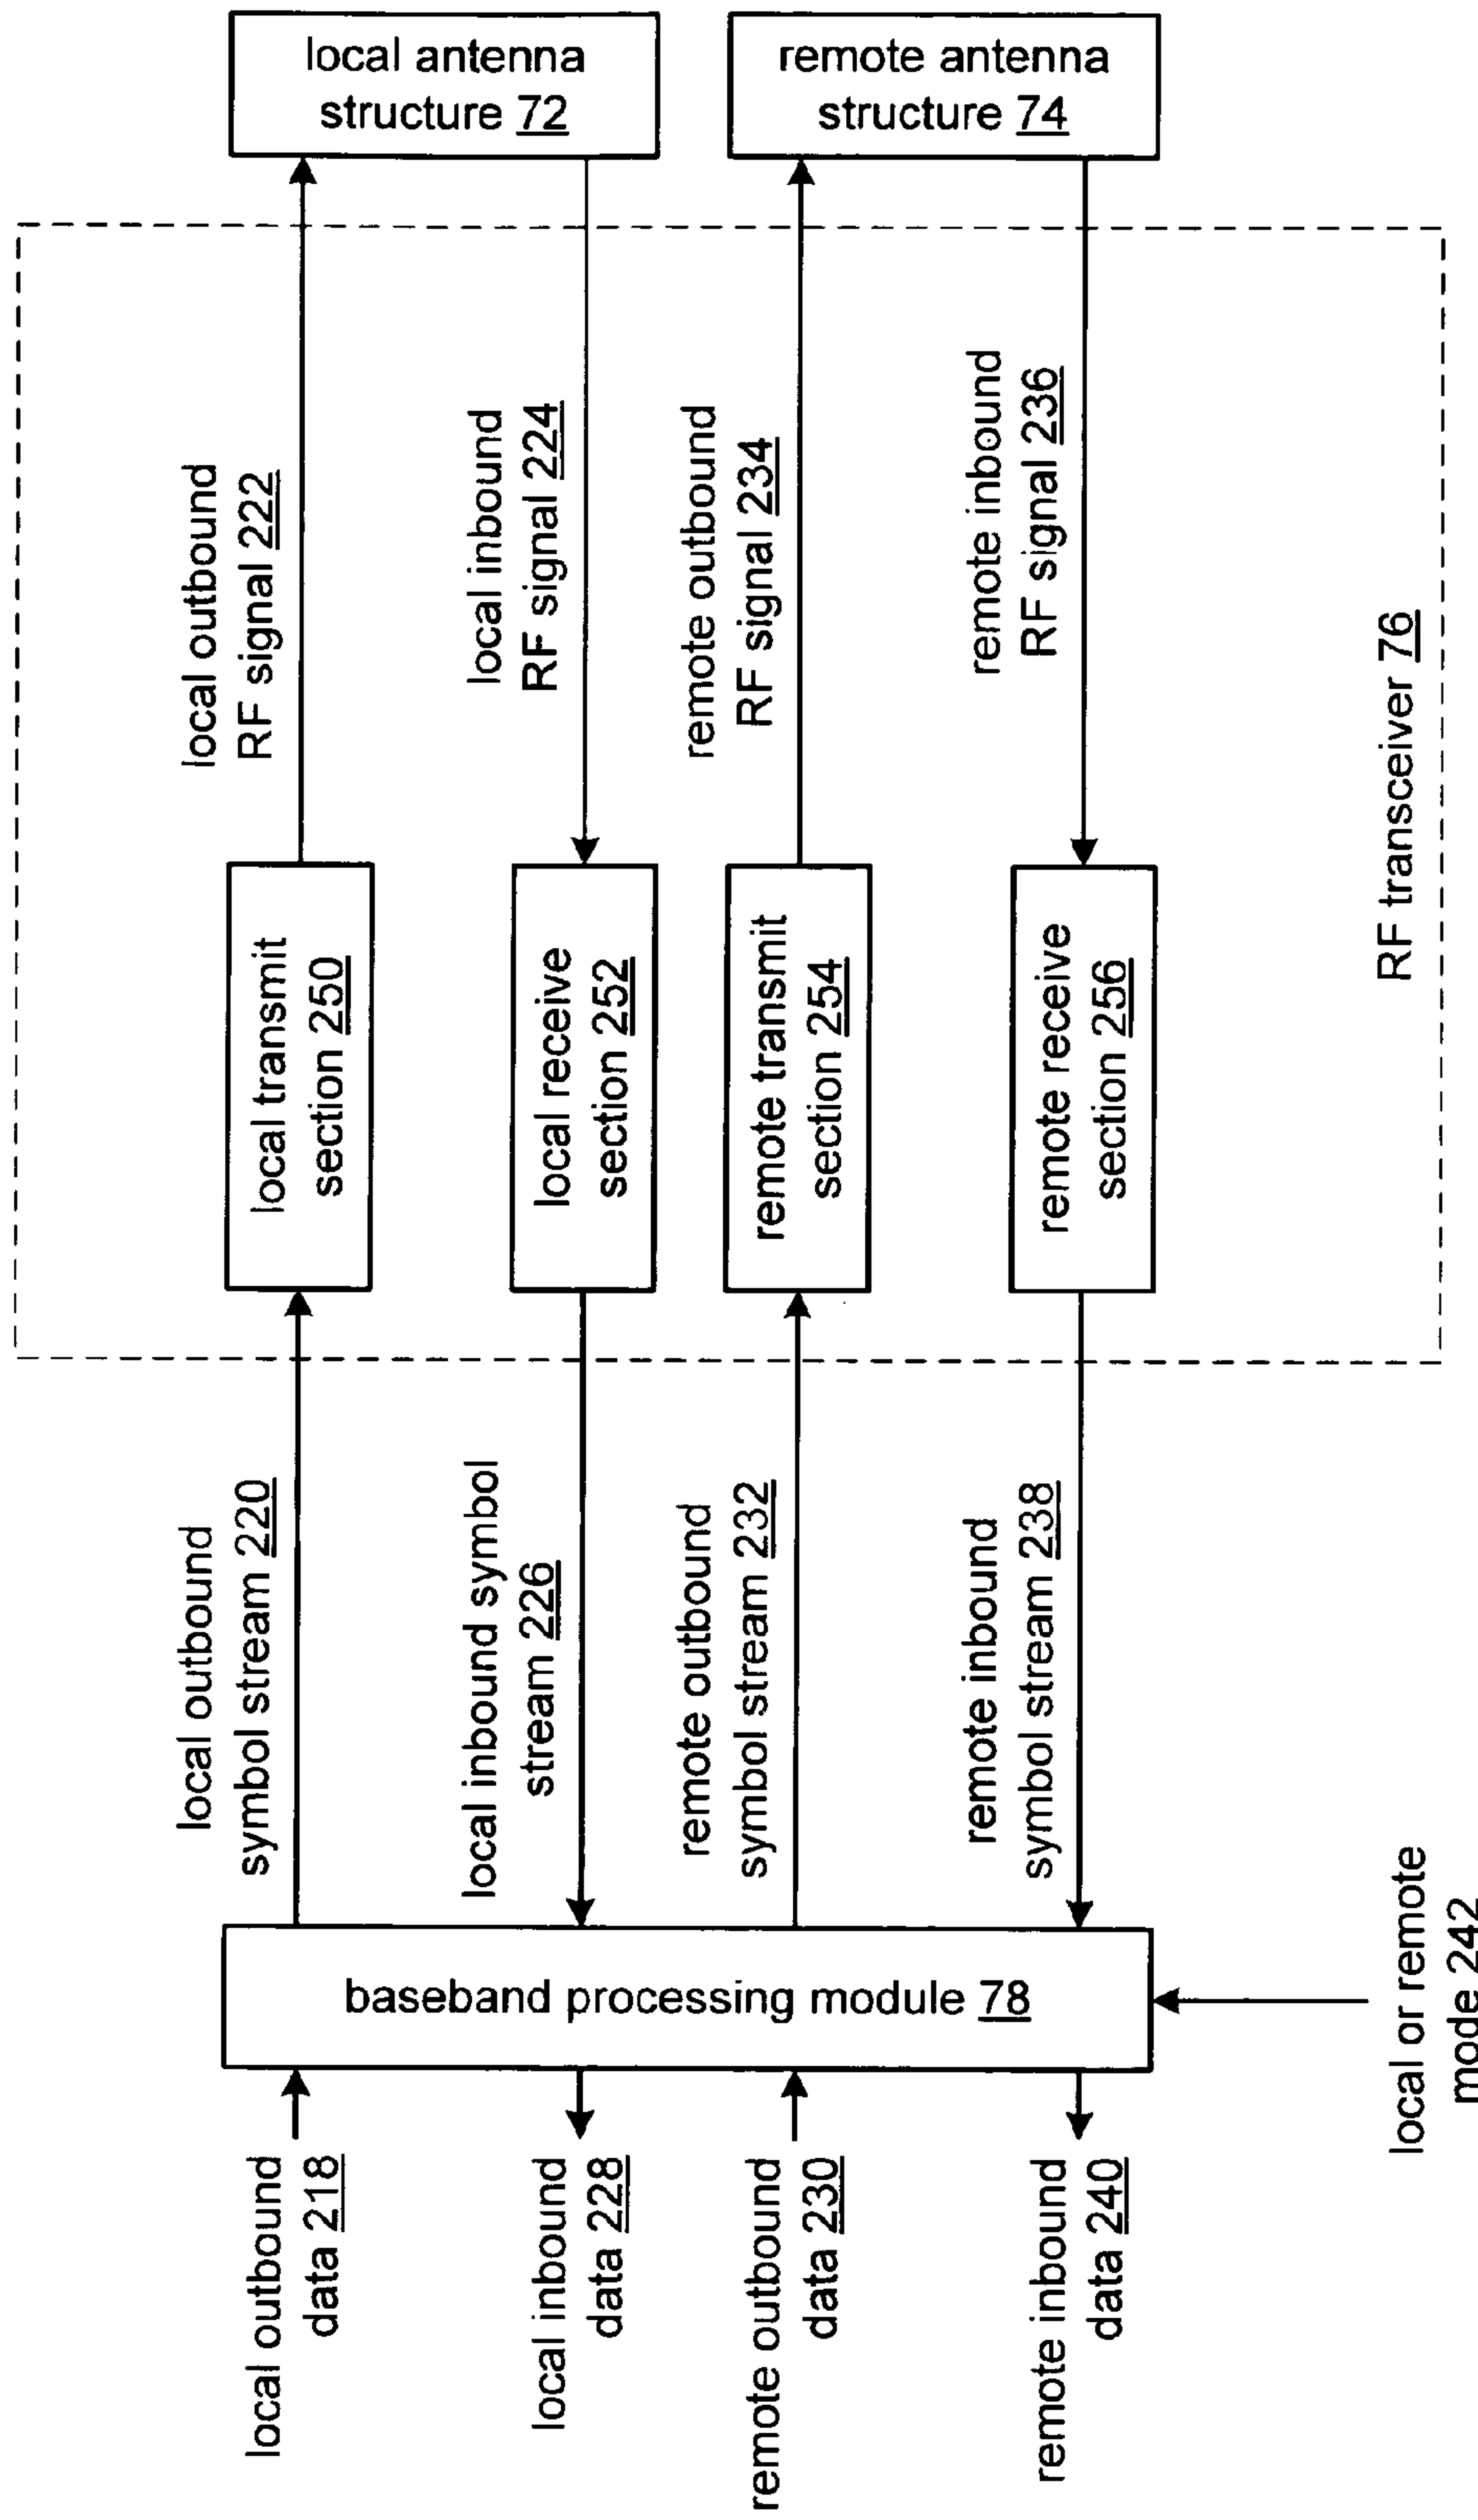 local antenna
structure 72
remote antenna
structure 74
local outbound
RF signal 222
local inbound
RF signal 224
remote outbound
RF signal 234
remote inbound
RF signal 236
RF transceiver 76
local transmit
section 250
local receive
section 252
remote transmit
section 254
remote receive
section 256
local outbound
symbol stream 220
local inbound symbol
stream 226
remote outbound
symbol stream 232
remote inbound
symbol stream 238
baseband processing module 78
local or remote
mode 242
local outbound
data 218
local inbound
data 228
remote outbound
data 230
remote inbound
data 240